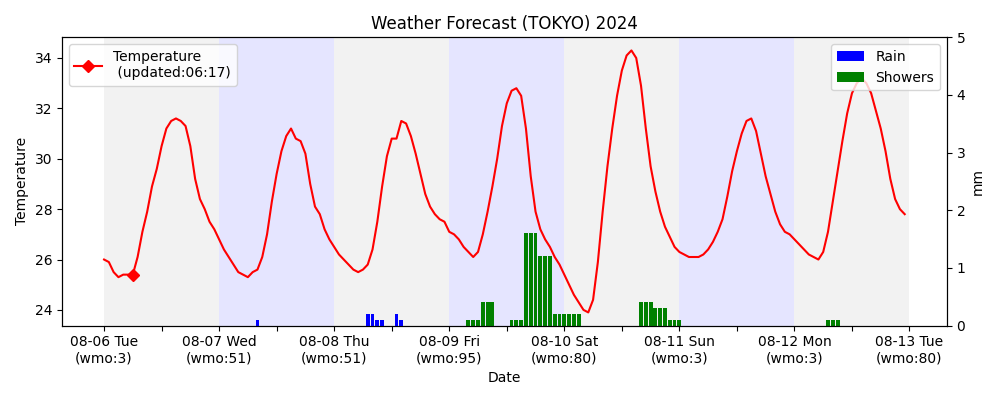 Weather Forecast (TOKYO) 2024
Temperature
(updated:06:17)
Rain
Showers
Temperature
34
32
30
28
26
24
5
4
3
2
1
0
mm
08-06 Tue 08-07 Wed 08-08 Thu 08-09 Fri 08-10 Sat 08-11 Sun 08-12 Mon 08-13 Tue
(wmo:3) (wmo:51) (wmo:51) (wmo:95) (wmo:80) (wmo:3) (wmo:3) (wmo:80)
Date